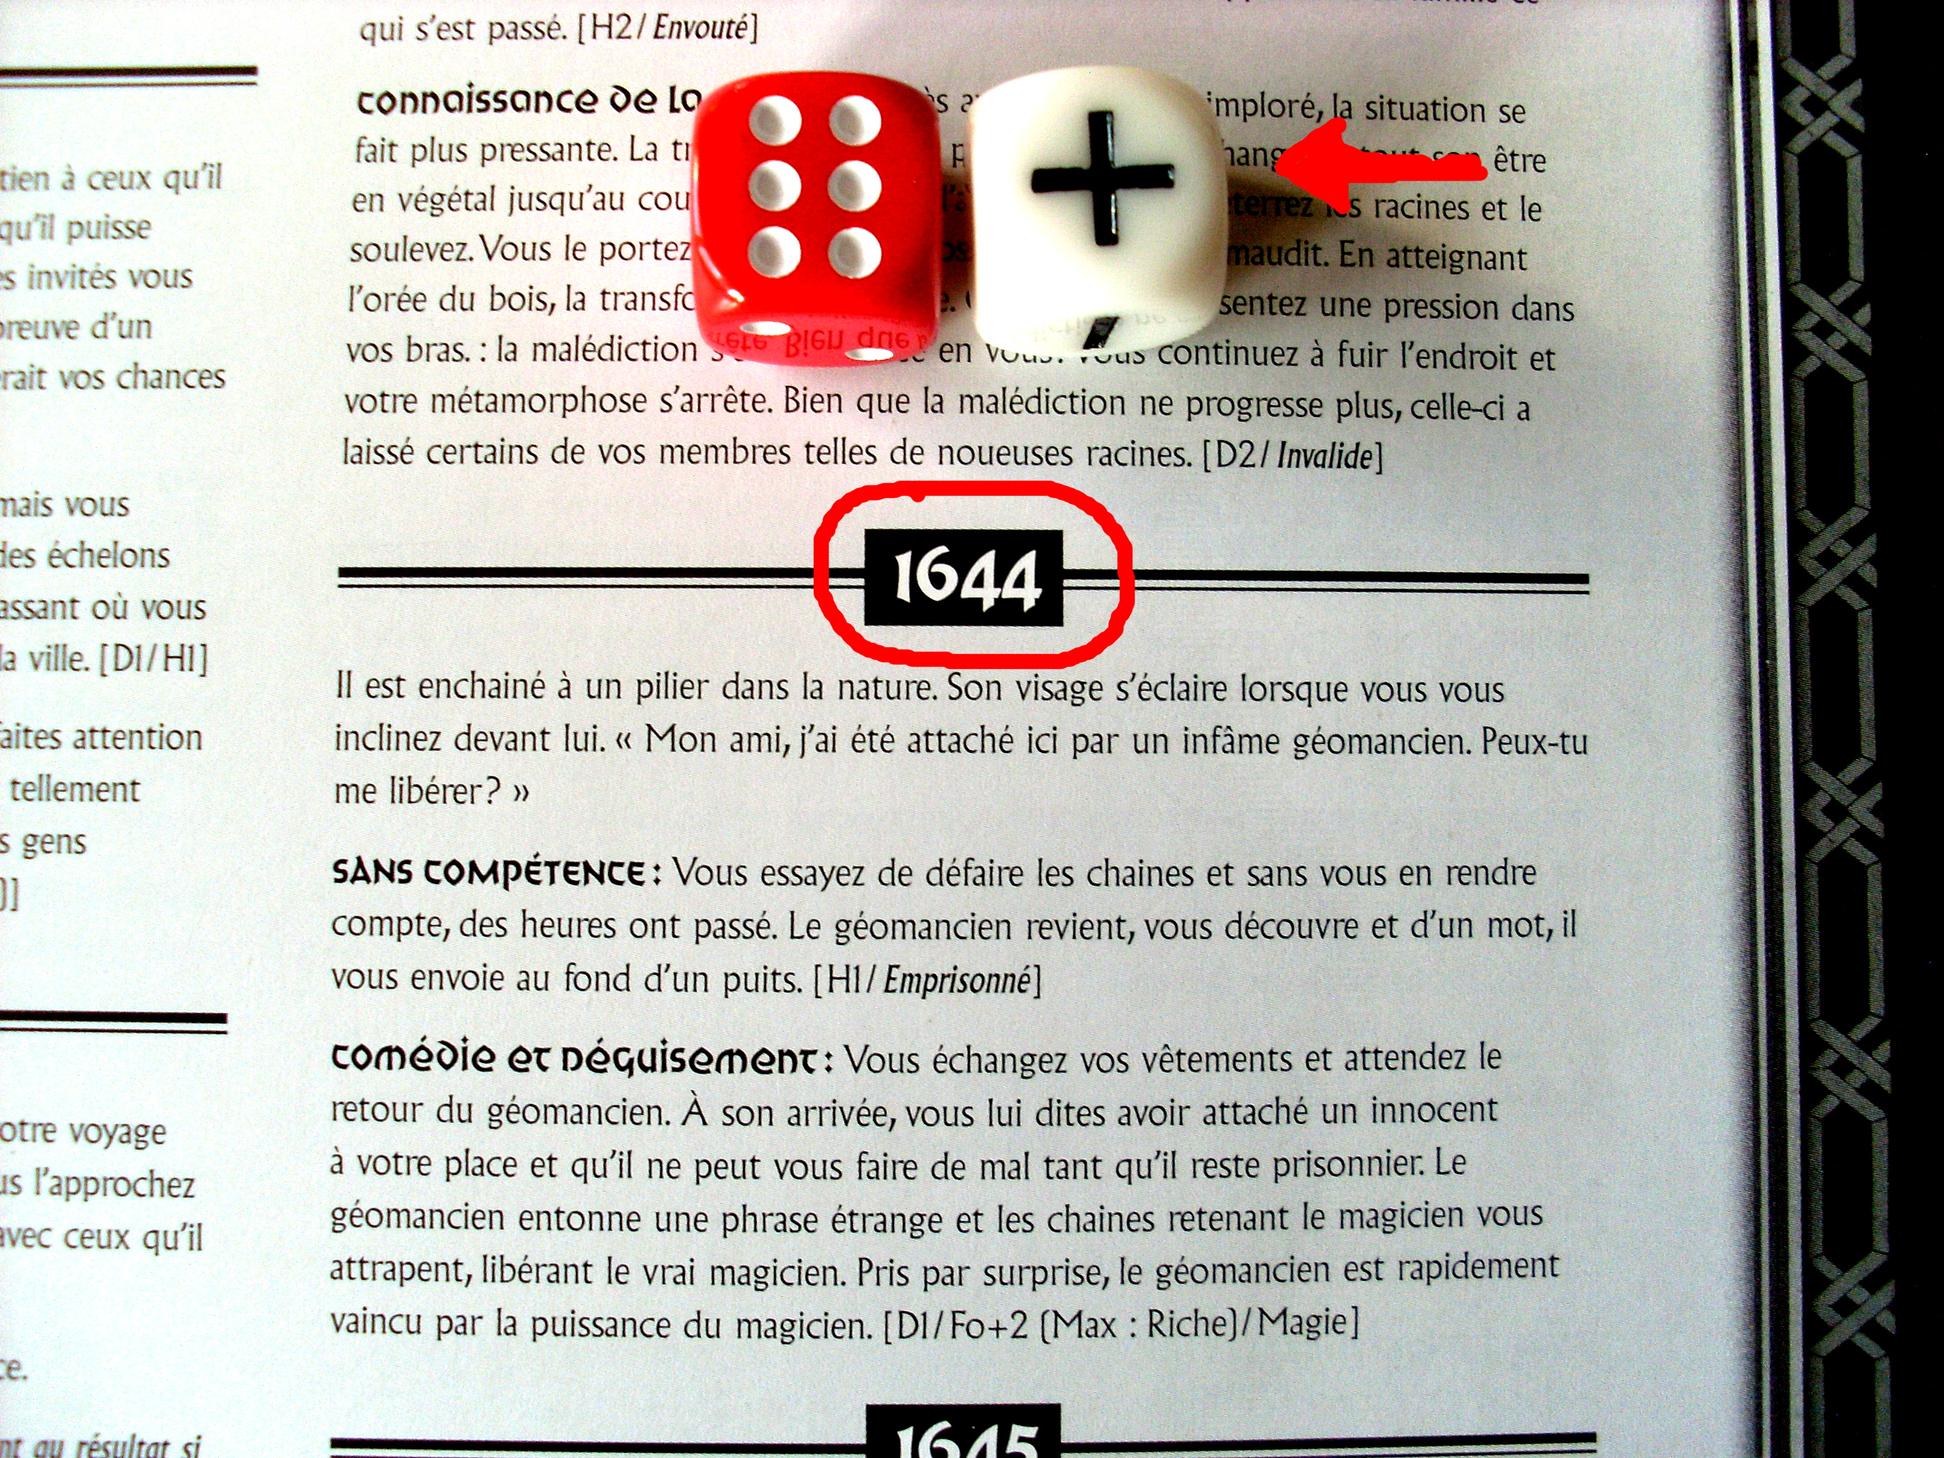 tien à ceux qu'il
qu'il puisse
es invités vous
preuve d'un
rait vos chances
mais vous
des échelons
assant où vous
la ville. [D1/H1]
faites attention
tellement
s gens
)]
otre voyage
us l'approchez
avec ceux qu'il
ce.
nt au résultat si
qui s'est passé. [H2/Envouté]
connaissance de la imploré, la situation se
fait plus pressante. La être
en végétal jusqu'au racines et le
soulevez. Vous le portez maudit. En atteignant
l'orée du bois, la sentez une pression dans
vos bras. : la malédiction en vous. Vous continuez à fuir l'endroit et
votre métamorphose s'arrête. Bien que la malédiction ne progresse plus, celle-ci a
laissé certains de vos membres telles de noueuses racines. [D2/Invalide]
1644
Il est enchainé à un pilier dans la nature. Son visage s'éclaire lorsque vous vous
inclinez devant lui. « Mon ami, j'ai été attaché ici par un infâme géomancien. Peux-tu
me libérer? »
SANS COMPÉTENCE : Vous essayez de défaire les chaines et sans vous en rendre
compte, des heures ont passé. Le géomancien revient, vous découvre et d'un mot, il
vous envoie au fond d'un puits. [H1/Emprisonné]
comédie et Déguisement : Vous échangez vos vêtements et attendez le
retour du géomancien. À son arrivée, vous lui dites avoir attaché un innocent
à votre place et qu'il ne peut vous faire de mal tant qu'il reste prisonnier. Le
géomancien entonne une phrase étrange et les chaines retenant le magicien vous
attrapent, libérant le vrai magicien. Pris par surprise, le géomancien est rapidement
vaincu par la puissance du magicien. [D1/Fo+2 (Max : Riche)/Magie]
1645